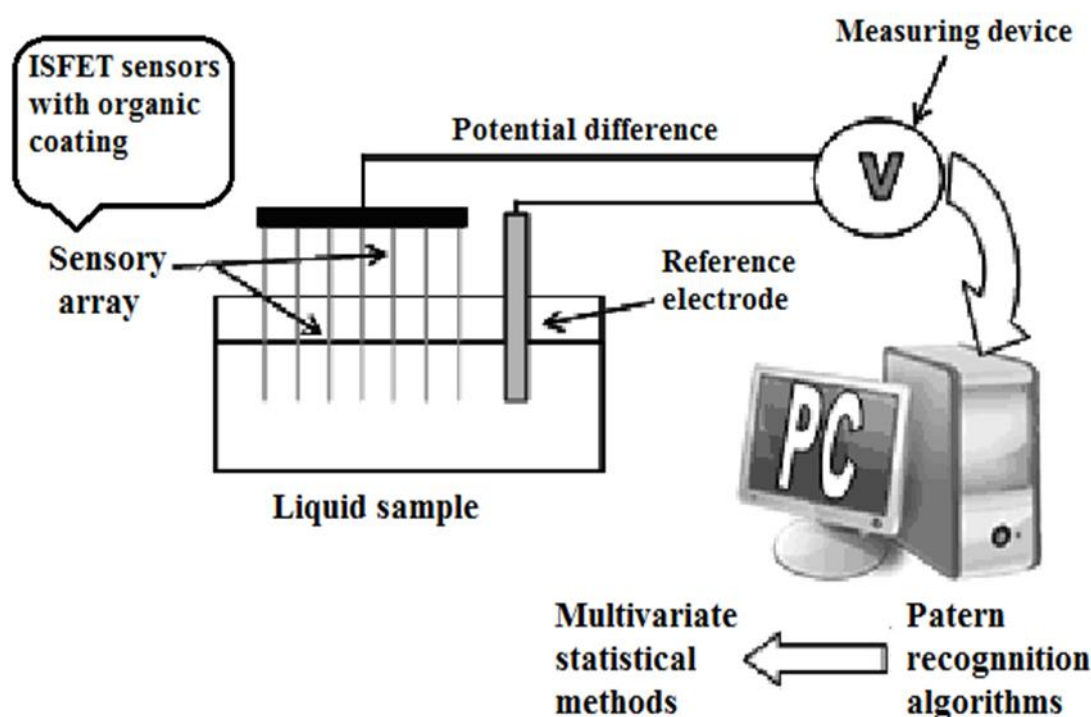 Measuring device
ISFET sensors
with organic
coating
Potential difference
V
Sensory
array
Reference
electrode
Liquid sample
PC
Multivariate
statistical
methods
Patern
recognnition
algorithms